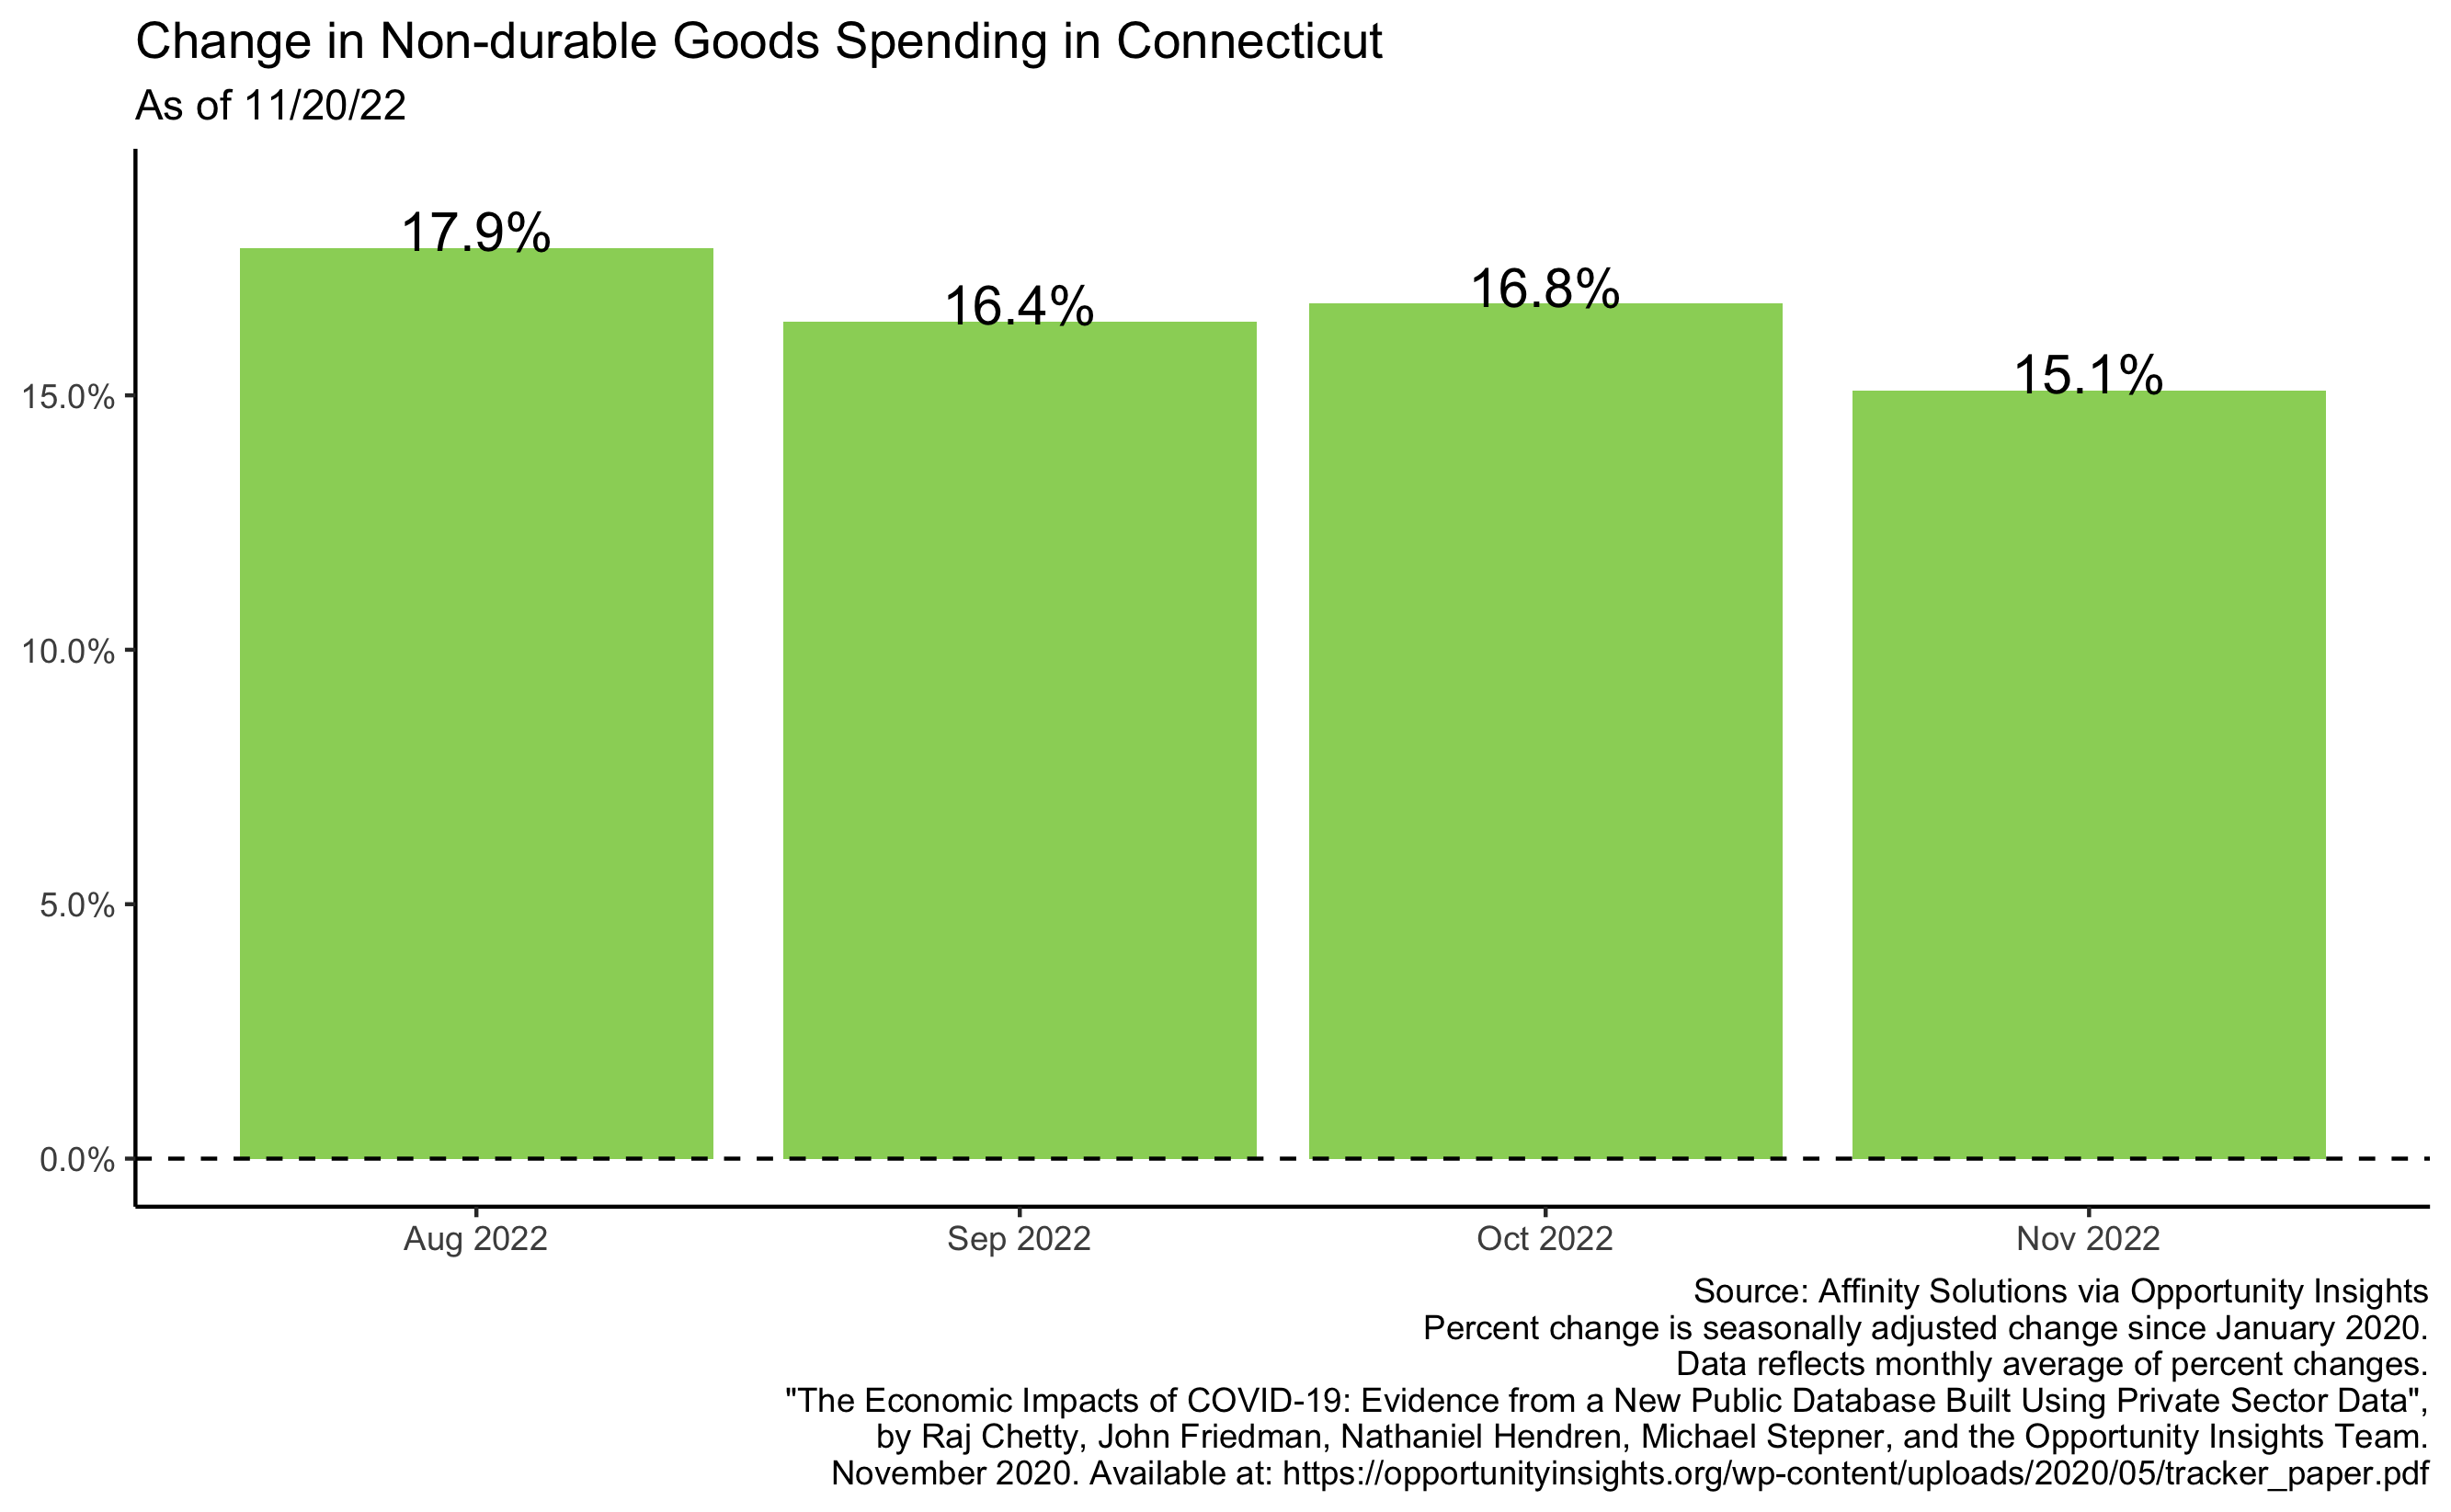 Change in Non-durable Goods Spending in Connecticut
As of 11/20/22
17.9%
16.4%
16.8%
15.1%
15.0%
10.0%
5.0%
0.0%
Aug 2022
Sep 2022
Oct 2022
Nov 2022
Source: Affinity Solutions via Opportunity Insights
Percent change is seasonally adjusted change since January 2020.
Data reflects monthly average of percent changes.
"The Economic Impacts of COVID-19: Evidence from a New Public Database Built Using Private Sector Data",
by Raj Chetty, John Friedman, Nathaniel Hendren, Michael Stepner, and the Opportunity Insights Team.
November 2020. Available at: https://opportunityinsights.org/wp-content/uploads/2020/05/tracker_paper.pdf